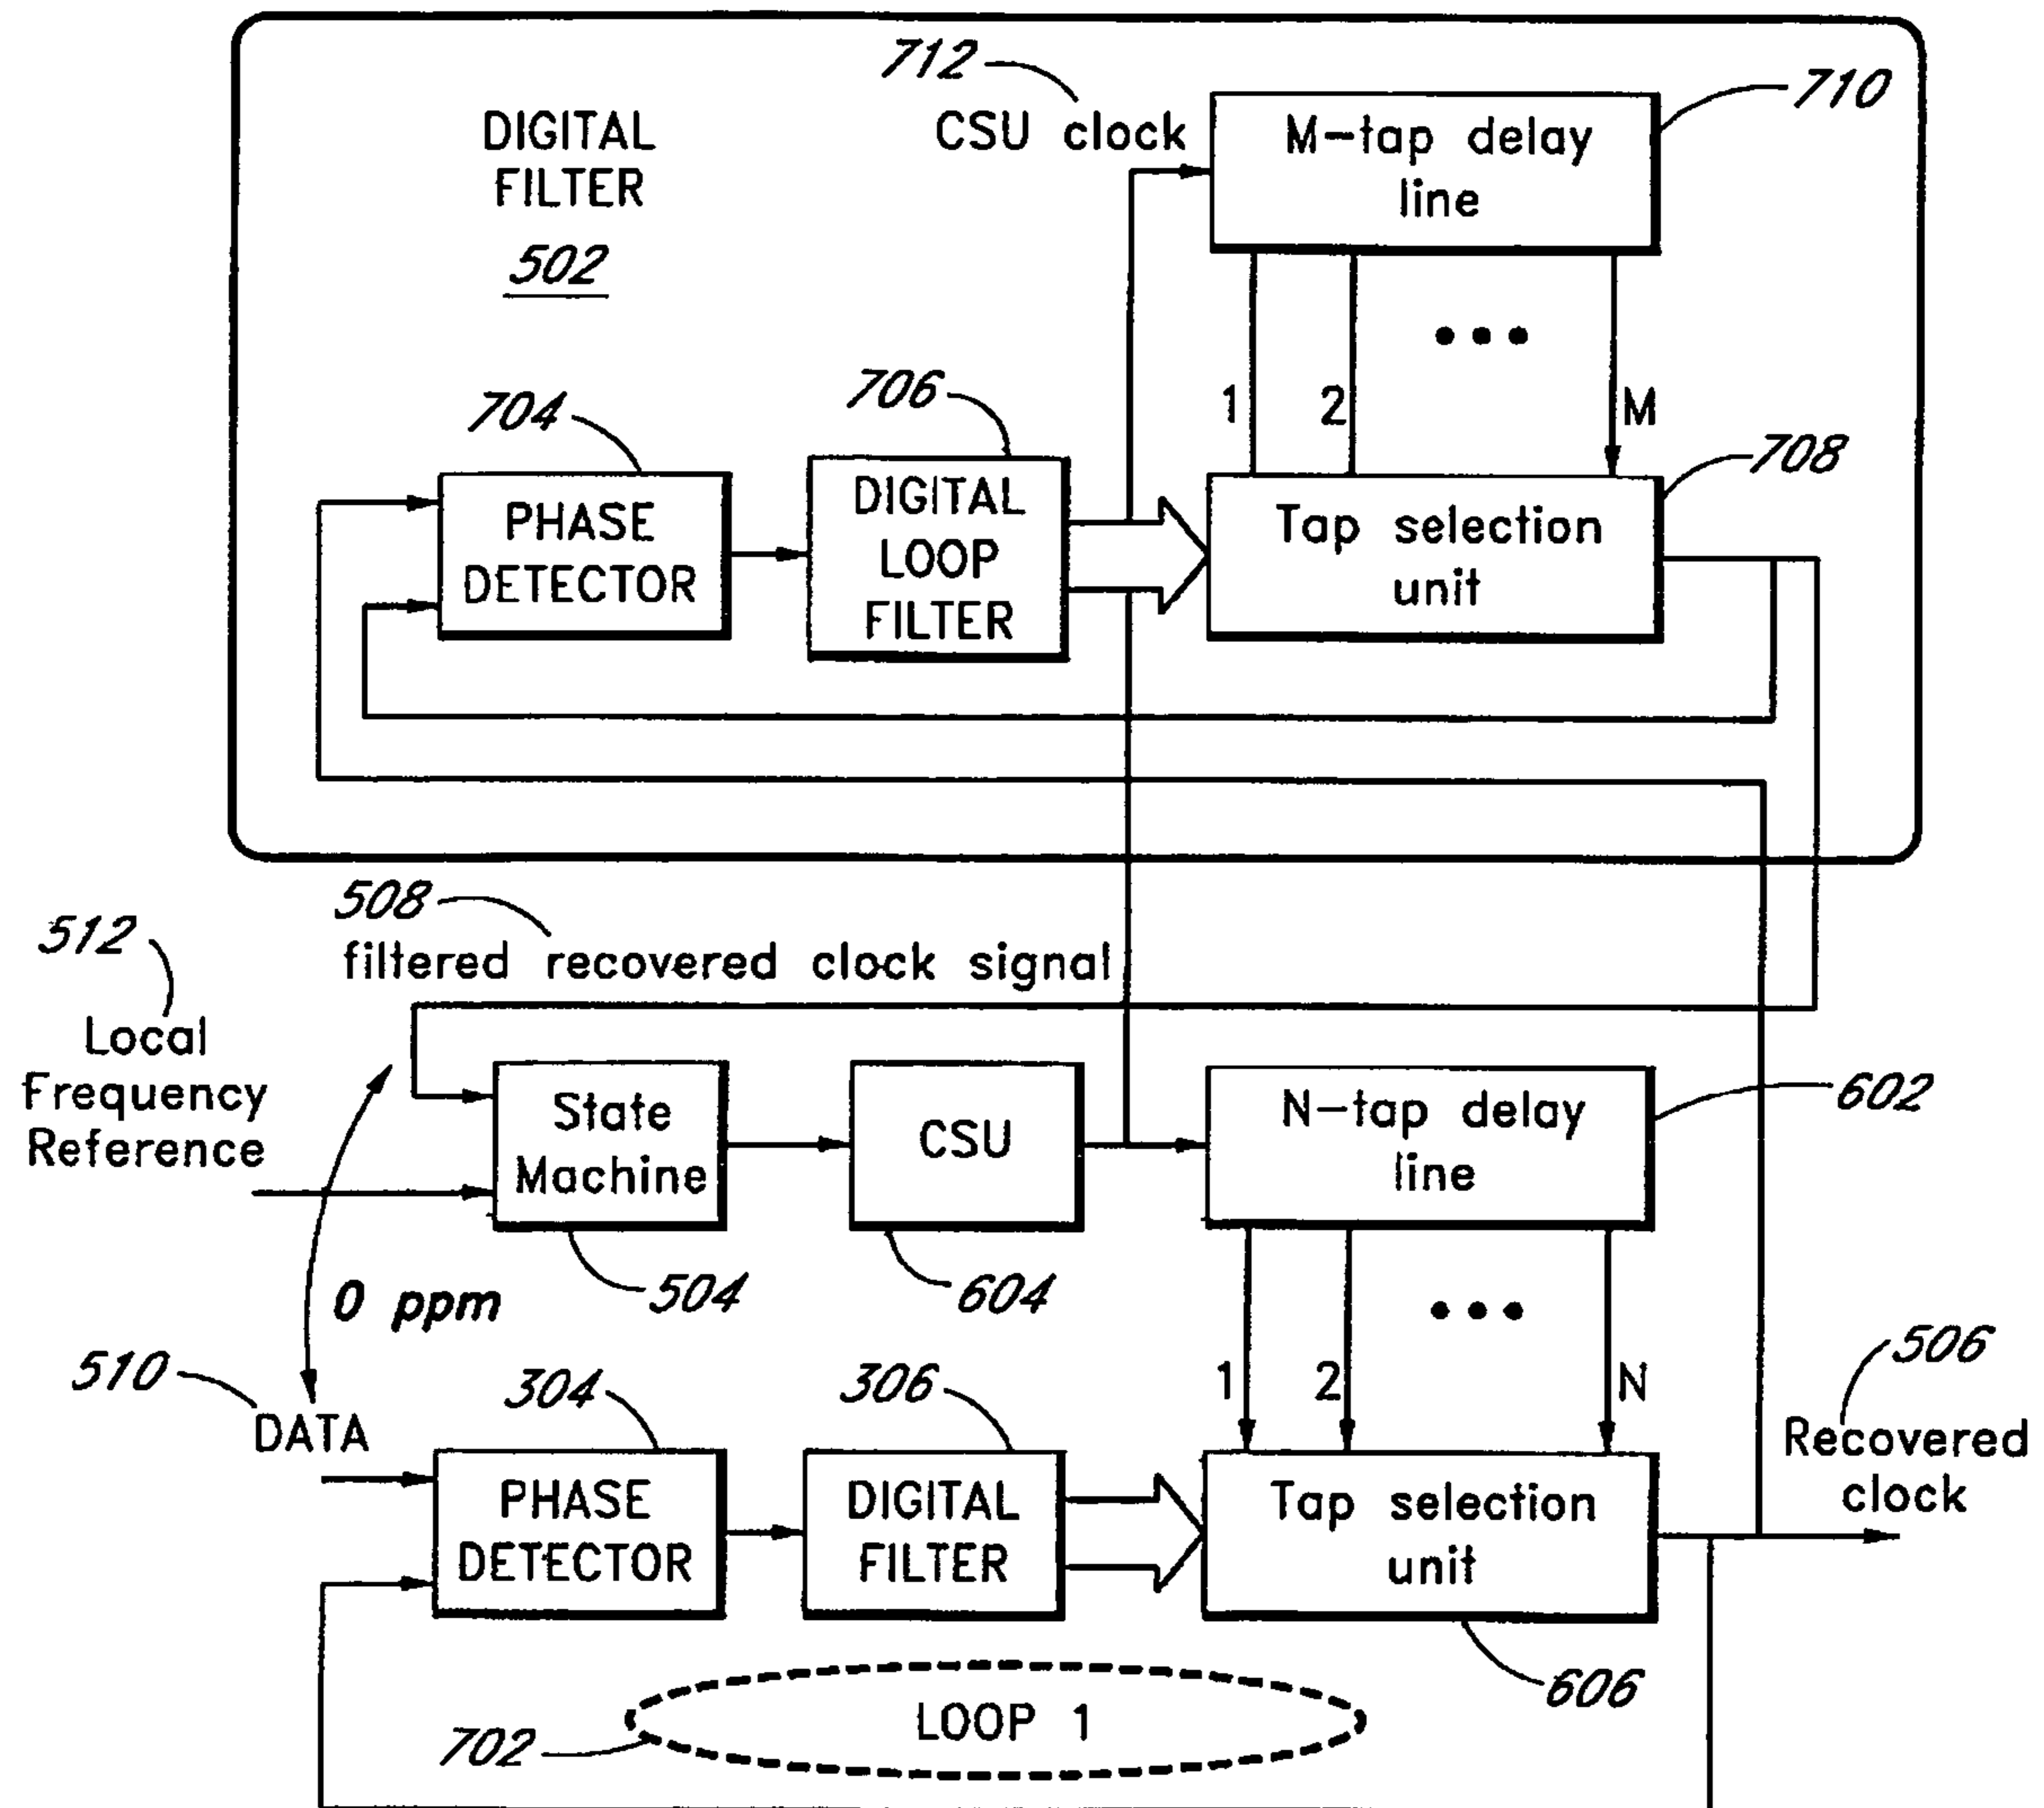 712
710
CSU clock
M-tap delay
line
DIGITAL
FILTER
502
1
2
M
704
706
708
PHASE
DETECTOR
DIGITAL
LOOP
FILTER
Tap selection
unit
508
filtered recovered clock signal
512
Local
Frequency
Reference
State
Machine
CSU
N-tap delay
line
602
504
604
0 ppm
510
DATA
304
306
1
2
N
506
Recovered
clock
PHASE
DETECTOR
DIGITAL
FILTER
Tap selection
unit
606
LOOP 1
702